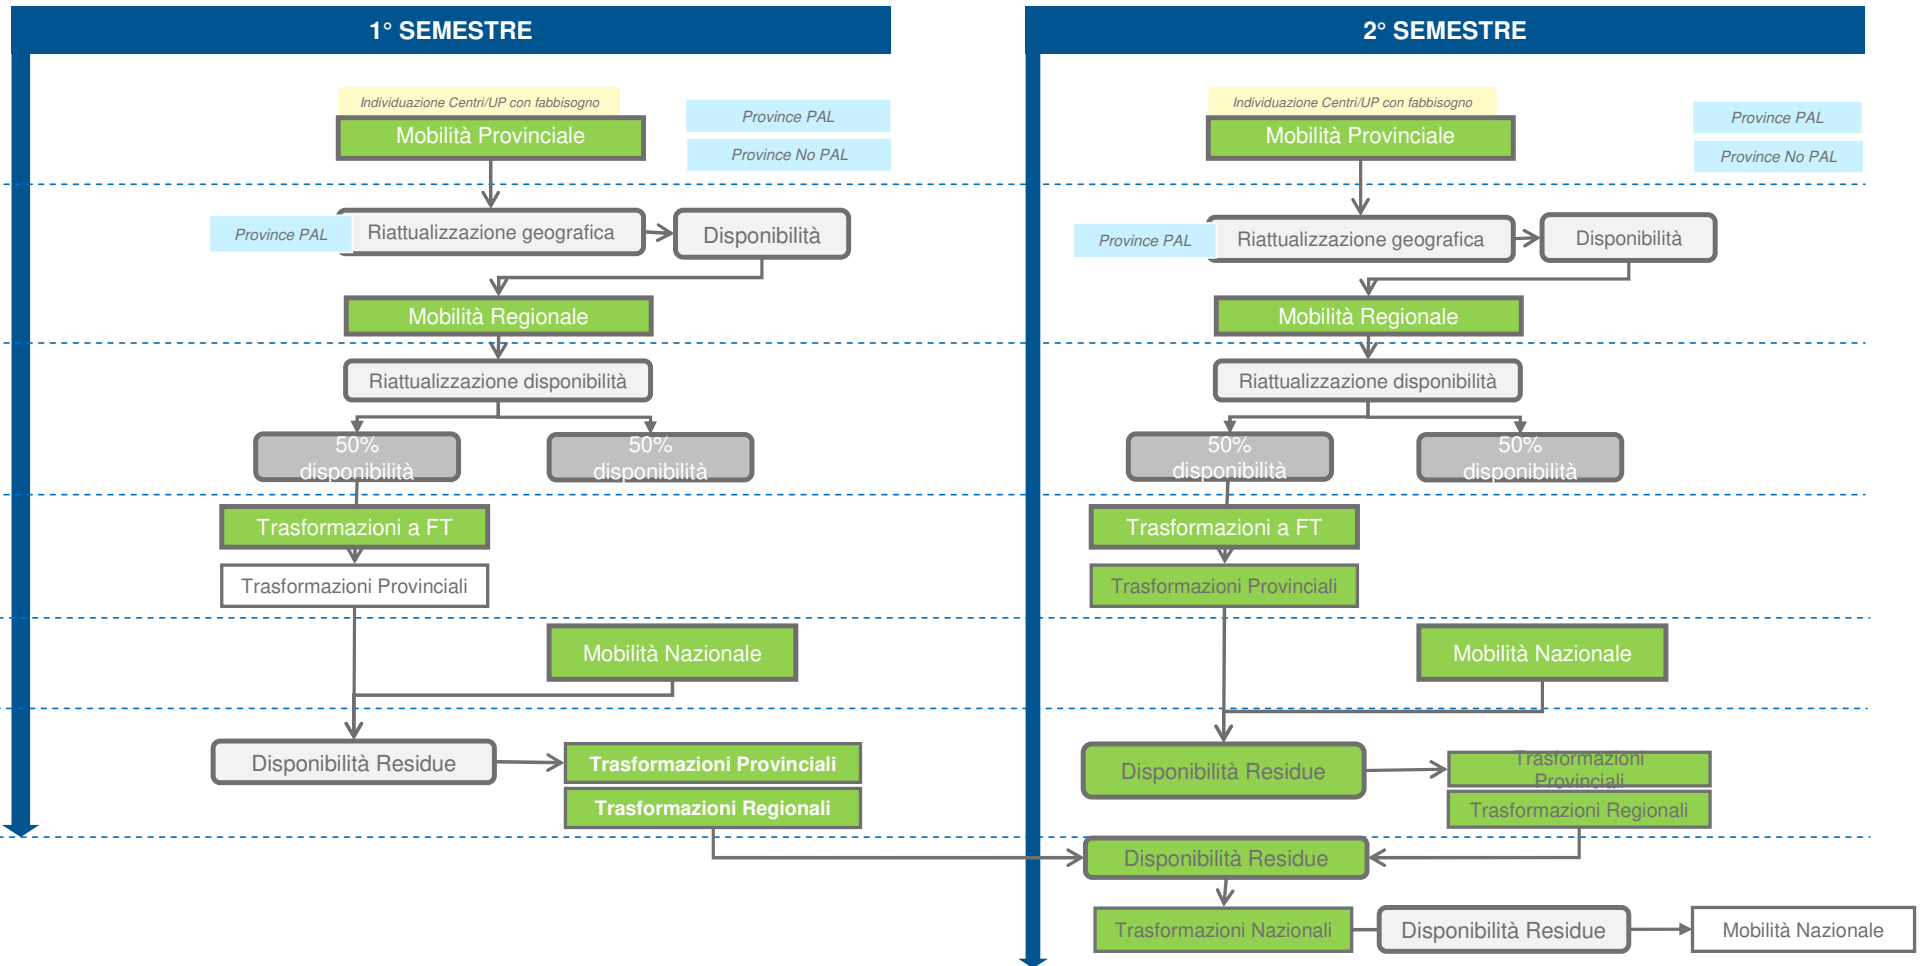 1° SEMESTRE
Individuazione Centri/UP con fabbisogno
Mobilità Provinciale
Province PAL
Province No PAL
Province PAL
Riattualizzazione geografica
Disponibilità
Mobilità Regionale
Riattualizzazione disponibilità
50%
disponibilità
50%
disponibilità
Trasformazioni a FT
Trasformazioni Provinciali
Mobilità Nazionale
Disponibilità Residue
Trasformazioni Provinciali
Trasformazioni Regionali
2° SEMESTRE
Individuazione Centri/UP con fabbisogno
Mobilità Provinciale
Province PAL
Province No PAL
Province PAL
Riattualizzazione geografica
Disponibilità
Mobilità Regionale
Riattualizzazione disponibilità
50%
disponibilità
50%
disponibilità
Trasformazioni a FT
Trasformazioni Provinciali
Mobilità Nazionale
Disponibilità Residue
Trasformazioni
Provinciali
Trasformazioni Regionali
Disponibilità Residue
Trasformazioni Nazionali
Disponibilità Residue
Mobilità Nazionale